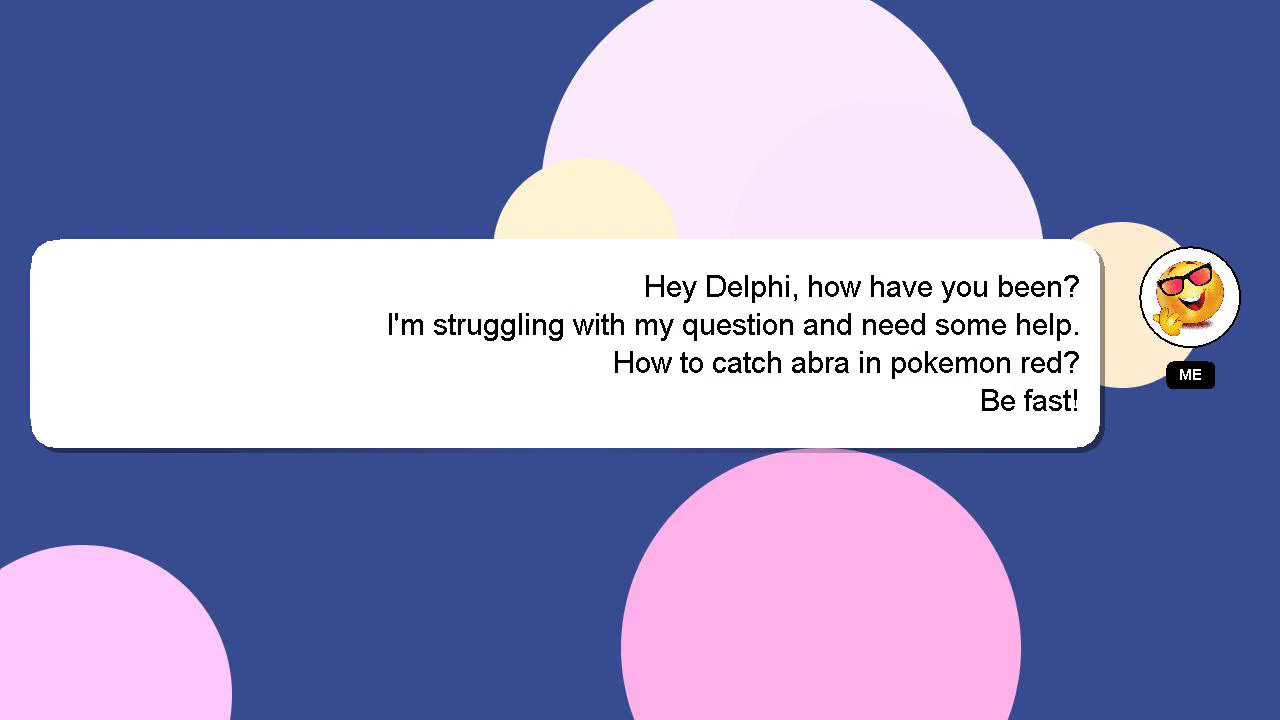 Hey Delphi, how have you been?
I'm struggling with my question and need some help.
How to catch abra in pokemon red?
Be fast!
ME